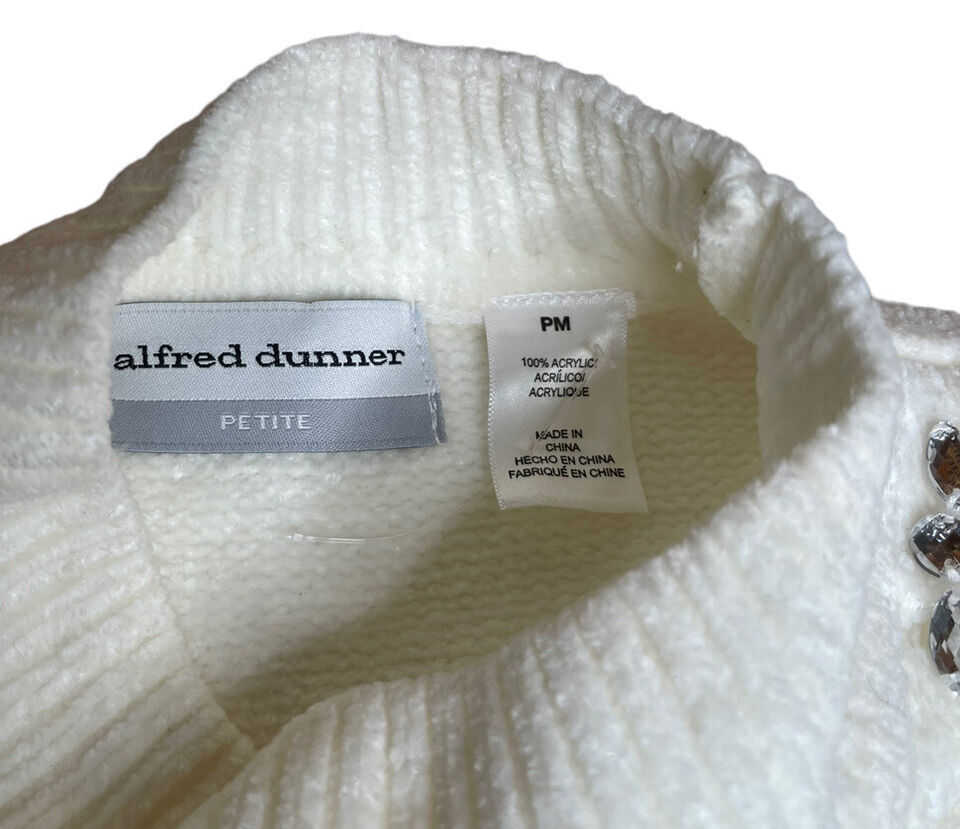 alfred dunner
PETITE
PM
100% ACRYLIC/
ACRÍLICO/
ACRYLIQUE
MADE IN
CHINA
HECHO EN CHINA
FABRIQUÉ EN CHINE